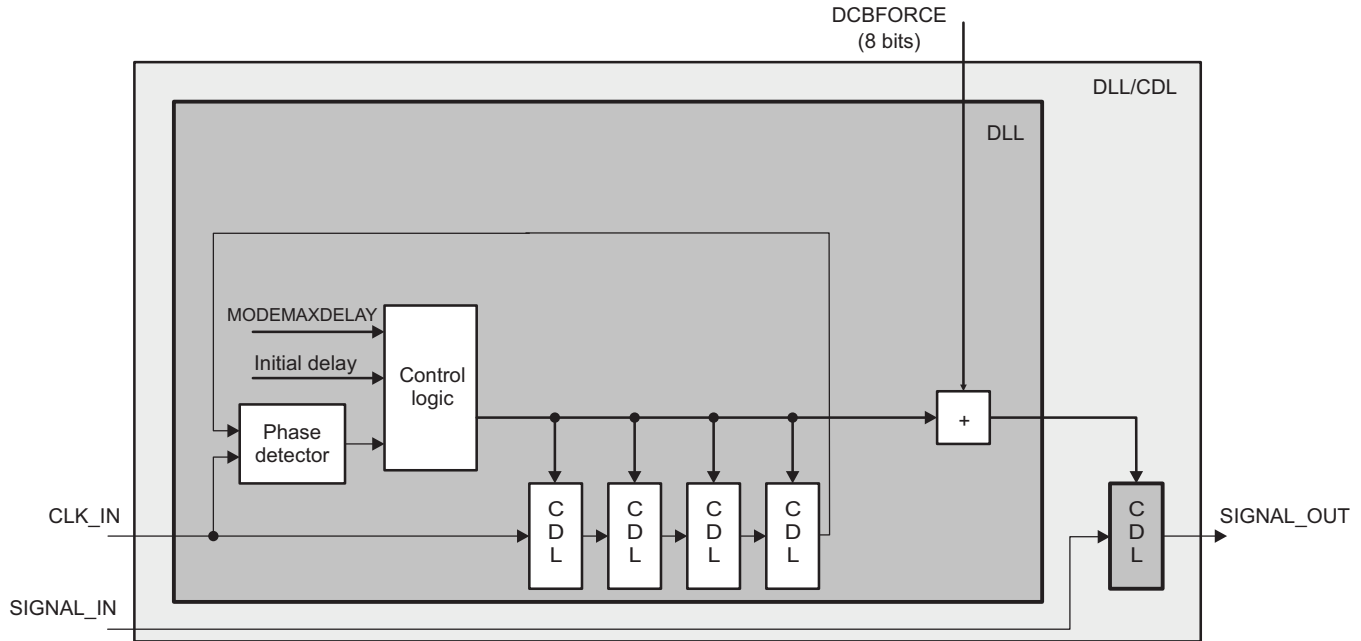 DCBFORCE
(8 bits)
DLL/CDL
DLL
MODEMAXDELAY
Initial delay
Control
logic
+
Phase
detector
CLK_IN
C
D
L
C
D
L
C
D
L
C
D
L
C
D
L
SIGNAL_OUT
SIGNAL_IN